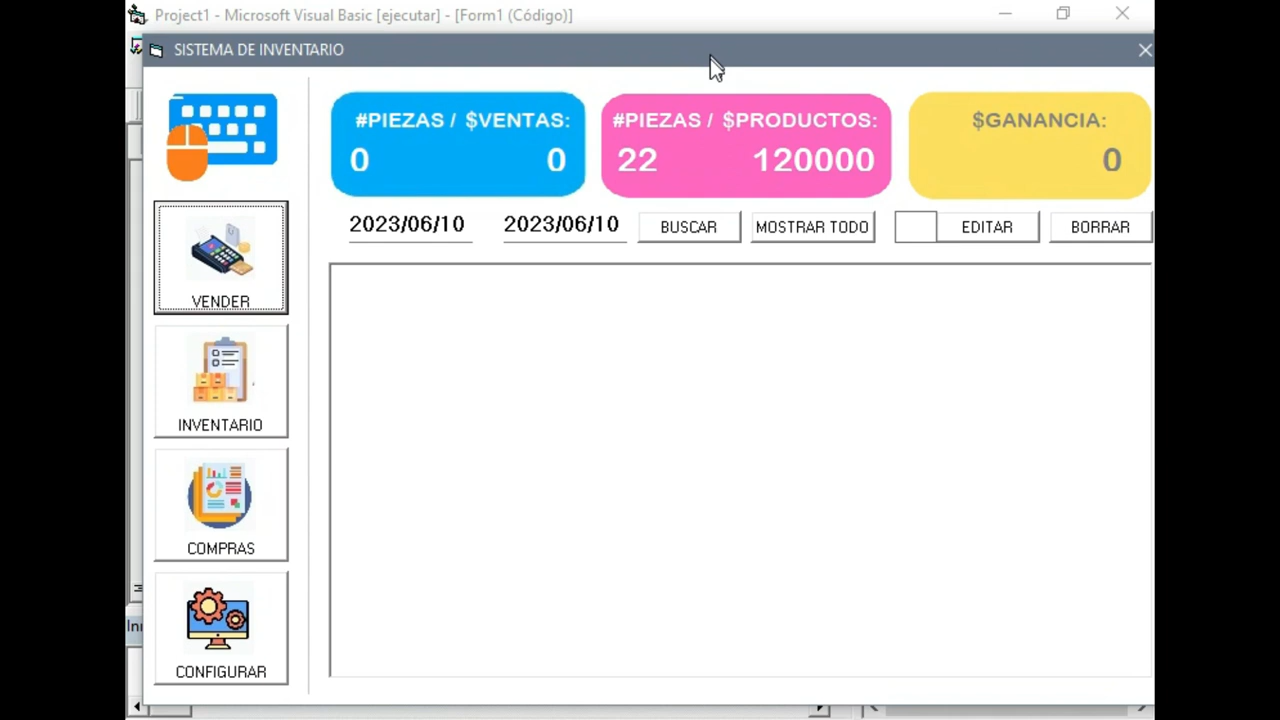 Project1 - Microsoft Visual Basic [ejecutar] - [Form1 (Código)]
SISTEMA DE INVENTARIO
#PIEZAS / $VENTAS:
0 0
#PIEZAS / $PRODUCTOS:
22 120000
$GANANCIA:
0
2023/06/10 2023/06/10 BUSCAR MOSTRAR TODO EDITAR BORRAR
VENDER
INVENTARIO
COMPRAS
CONFIGURAR